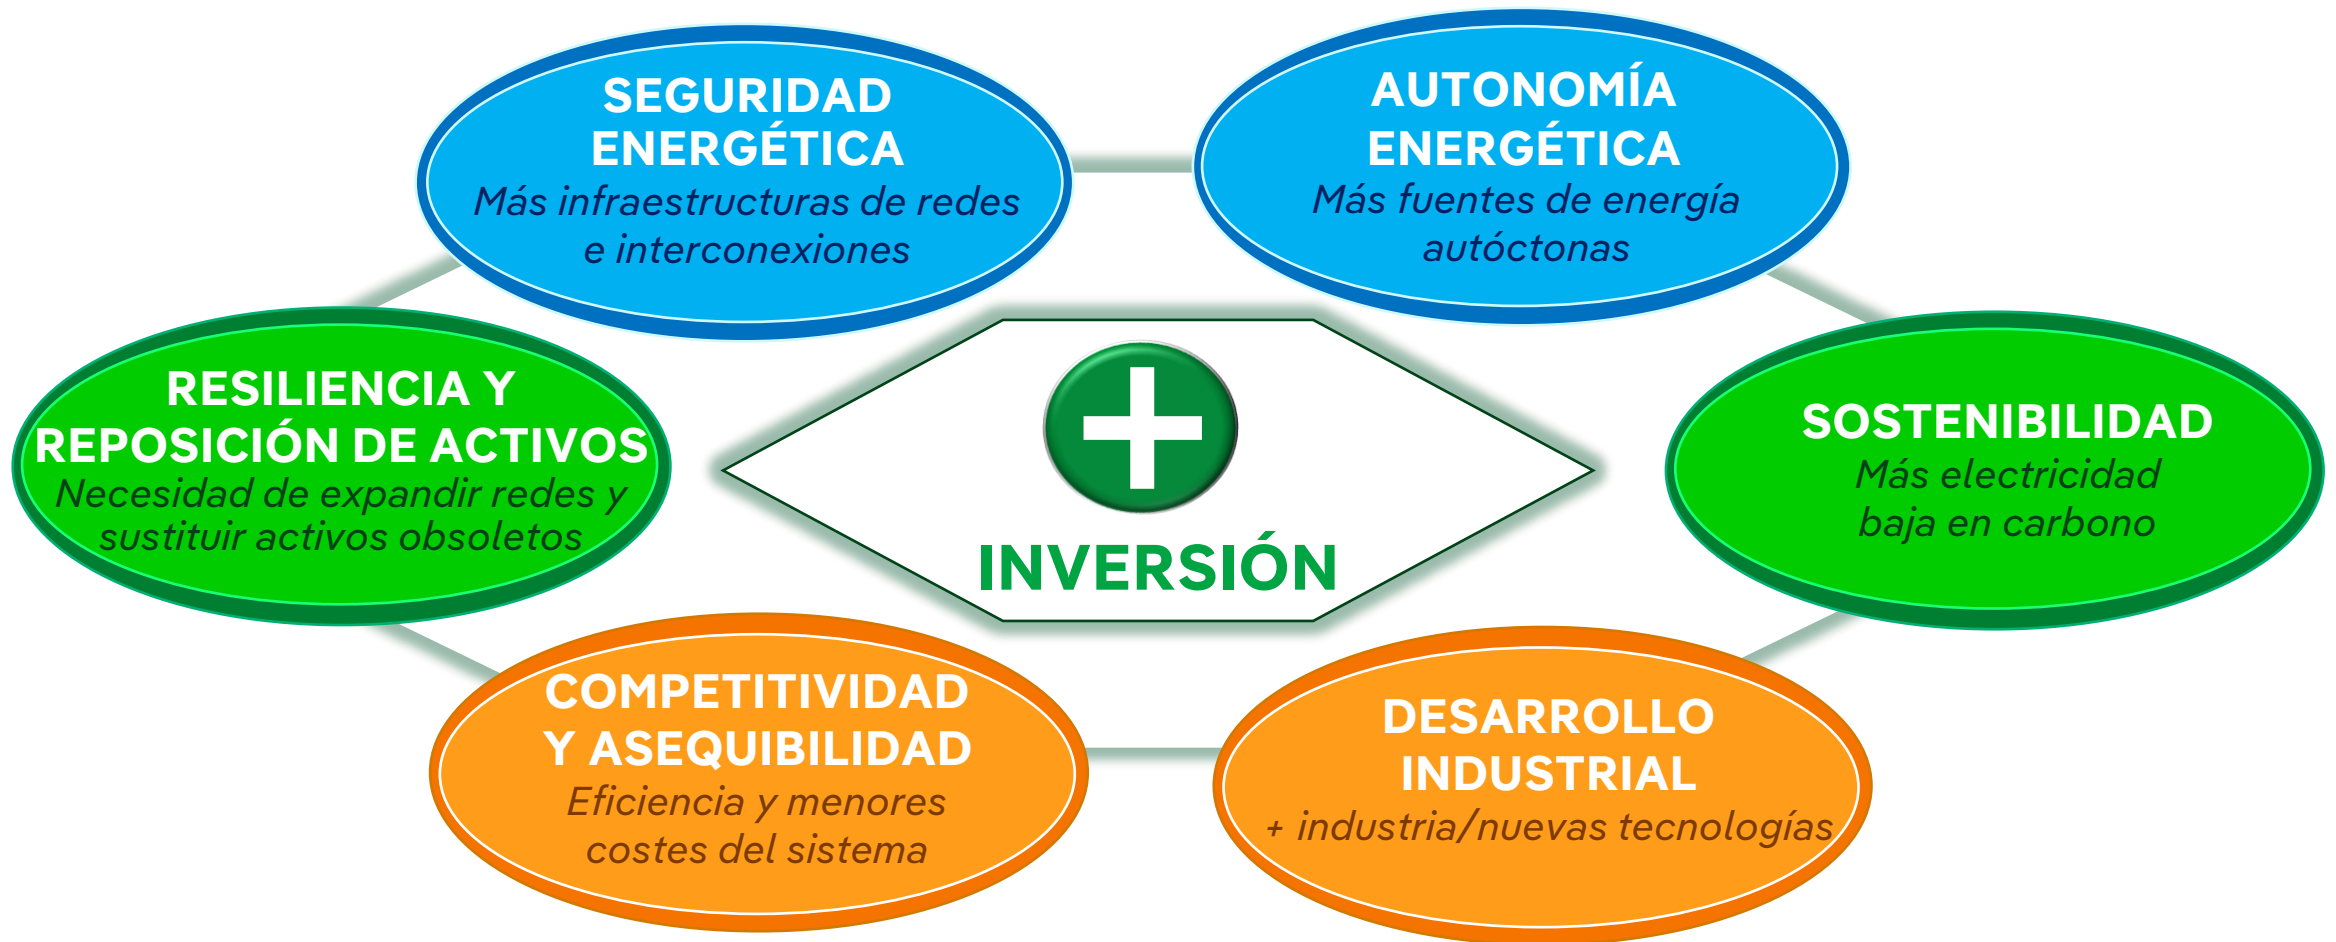 SEGURIDAD
ENERGÉTICA
Más infraestructuras de redes
e interconexiones
AUTONOMÍA
ENERGÉTICA
Más fuentes de energía
autóctonas
RESILIENCIA Y
REPOSICIÓN DE ACTIVOS
Necesidad de expandir redes y
sustituir activos obsoletos
+
INVERSIÓN
SOSTENIBILIDAD
Más electricidad
baja en carbono
COMPETITIVIDAD
Y ASEQUIBILIDAD
Eficiencia y menores
costes del sistema
DESARROLLO
INDUSTRIAL
+ industria/nuevas tecnologías